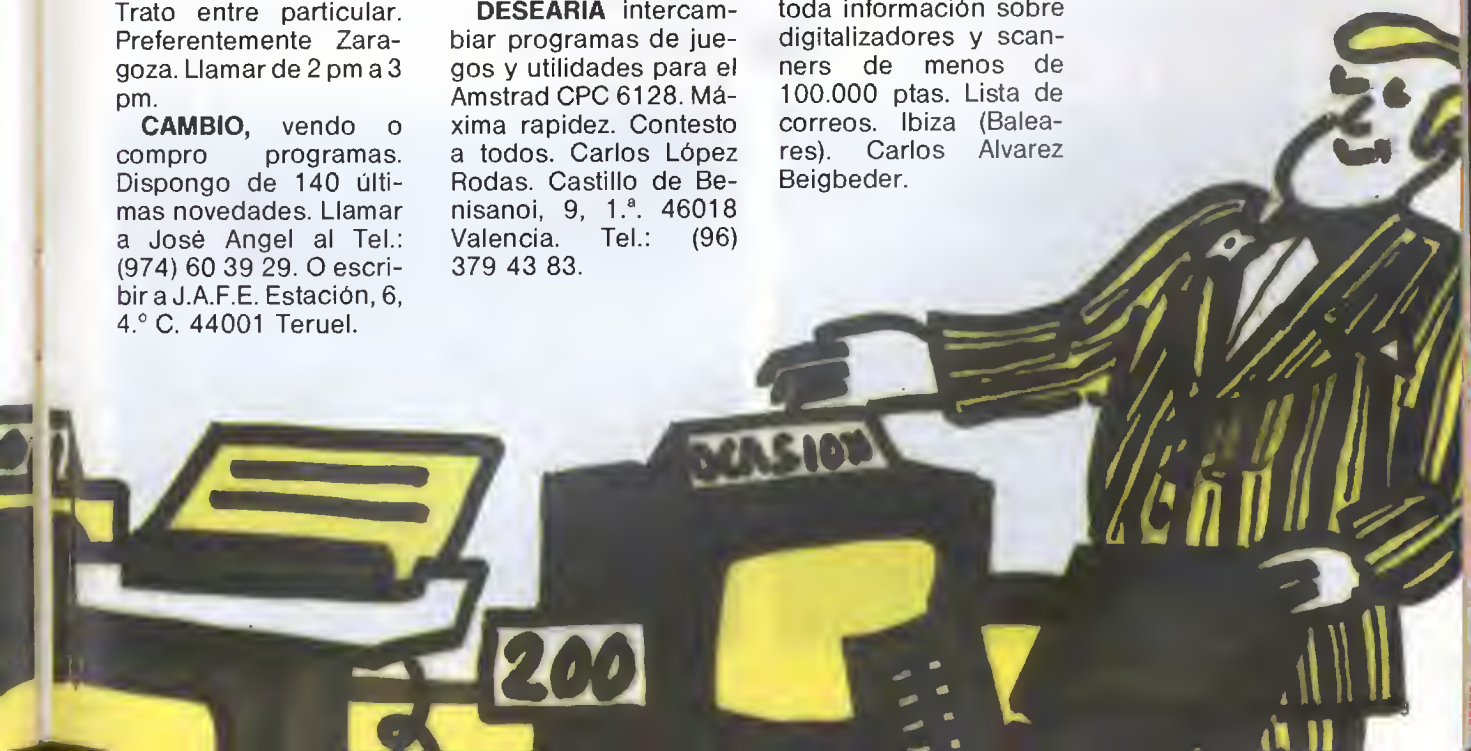 Trato entre particular.
Preferentemente Zara-
goza. Llamar de 2 pm a 3
pm.
CAMBIO, vendo o
compro programas.
Dispongo de 140 últi-
mas novedades. Llamar
a José Angel al Tel.:
(974) 60 39 29. O escri-
bir a J.A.F.E. Estación, 6,
4.º C. 44001 Teruel.
DESEARIA intercam-
biar programas de jue-
gos y utilidades para el
Amstrad CPC 6128. Má-
xima rapidez. Contesto
a todos. Carlos López
Rodas. Castillo de Be-
nisanoi, 9, 1.ª. 46018
Valencia. Tel.: (96)
379 43 83.
toda información sobre
digitalizadores y scan-
ners de menos de
100.000 ptas. Lista de
correos. Ibiza (Balea-
res). Carlos Alvarez
Beigbeder.
OCASION
200